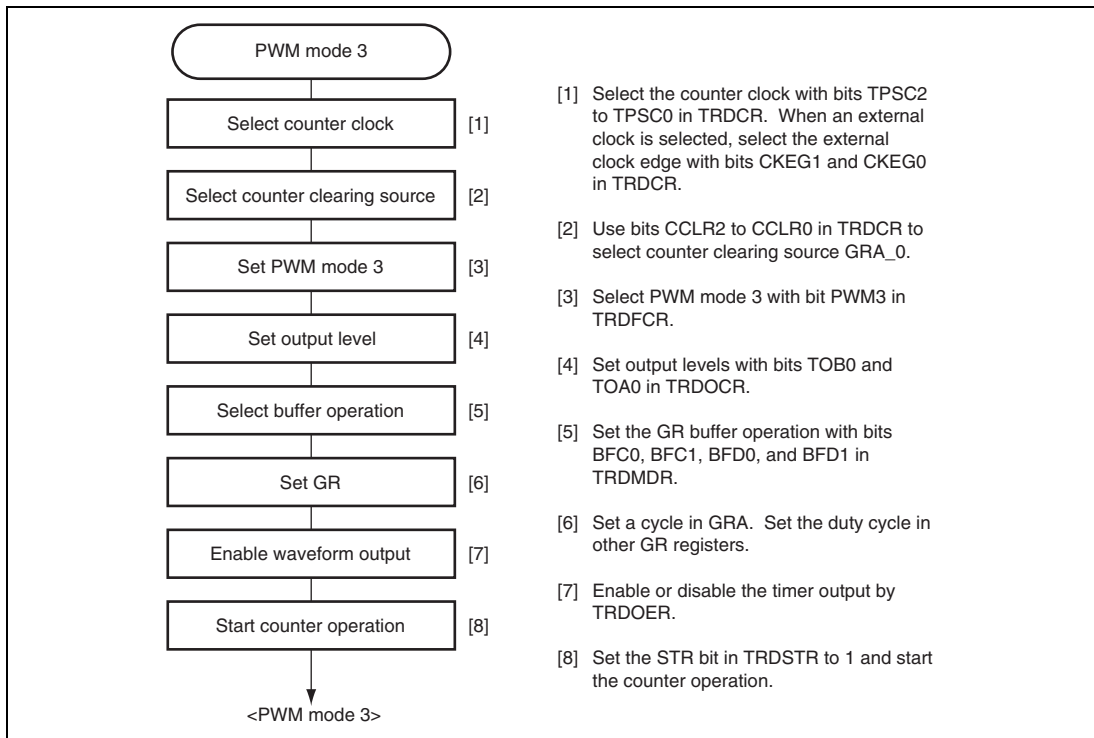 PWM mode 3
Select counter clock [1]
Select counter clearing source [2]
Set PWM mode 3 [3]
Set output level [4]
Select buffer operation [5]
Set GR [6]
Enable waveform output [7]
Start counter operation [8]
<PWM mode 3>
[1] Select the counter clock with bits TPSC2
to TPSC0 in TRDCR. When an external
clock is selected, select the external
clock edge with bits CKEG1 and CKEG0
in TRDCR.
[2] Use bits CCLR2 to CCLR0 in TRDCR to
select counter clearing source GRA_0.
[3] Select PWM mode 3 with bit PWM3 in
TRDFCR.
[4] Set output levels with bits TOB0 and
TOA0 in TRDOCR.
[5] Set the GR buffer operation with bits
BFC0, BFC1, BFD0, and BFD1 in
TRDMDR.
[6] Set a cycle in GRA. Set the duty cycle in
other GR registers.
[7] Enable or disable the timer output by
TRDOER.
[8] Set the STR bit in TRDSTR to 1 and start
the counter operation.